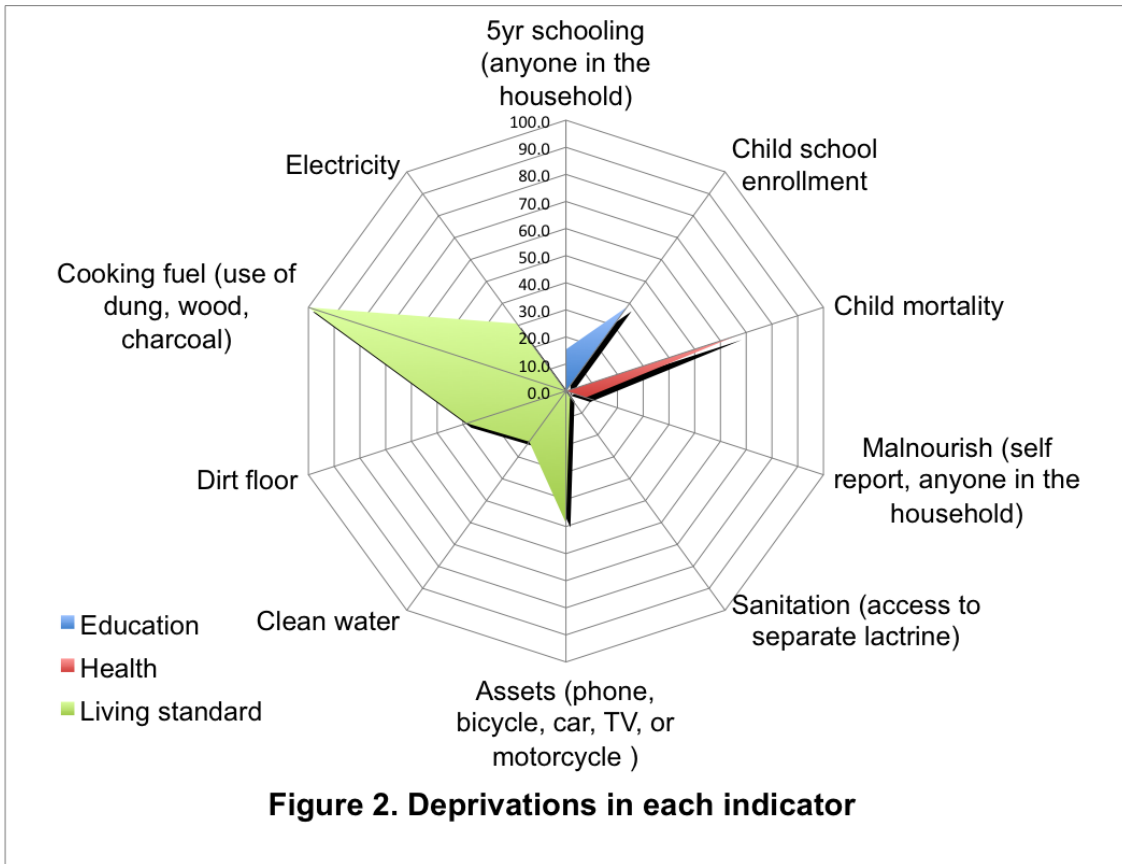 5yr schooling
(anyone in the
household)
100.0
90.0
80.0
70.0
60.0
50.0
40.0
30.0
20.0
10.0
0.0
Child school
enrollment
Child mortality
Malnourish (self
report, anyone in the
household)
Sanitation (access to
separate lactrine)
Assets (phone,
bicycle, car, TV, or
motorcycle )
Clean water
Dirt floor
Cooking fuel (use of
dung, wood,
charcoal)
Electricity
Education
Health
Living standard
Figure 2. Deprivations in each indicator